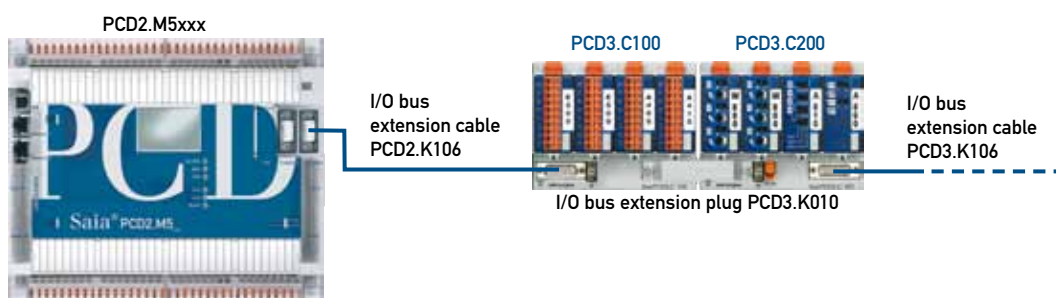 PCD2.M5xxx
PCD3.C100
PCD3.C200
I/O bus
extension cable
PCD2.K106
I/O bus
extension cable
PCD3.K106
PCD
Saia® PCD2.M5_
I/O bus extension plug PCD3.K010